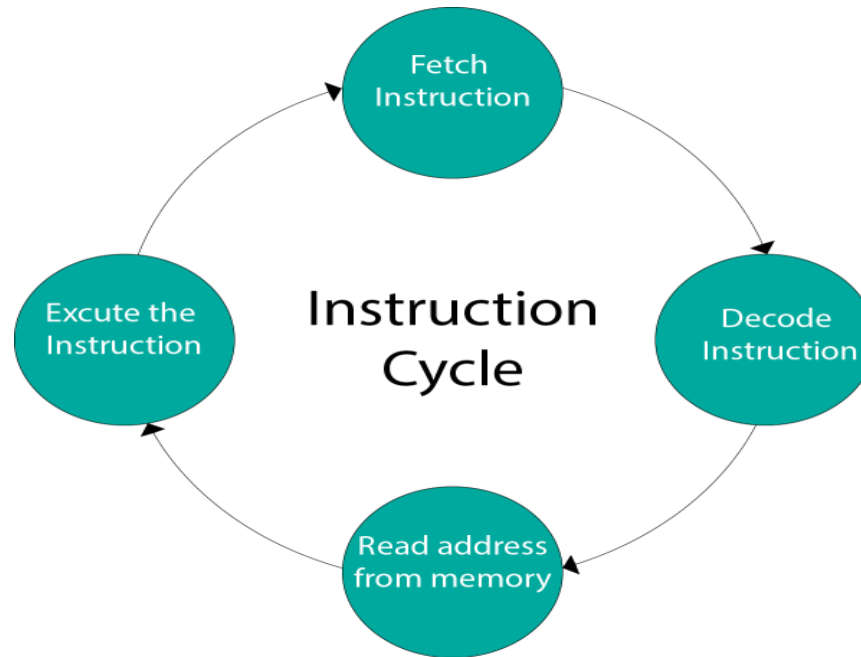 Fetch
Instruction
Instruction
Cycle
Excute the
Instruction
Decode
Instruction
Read address
from memory